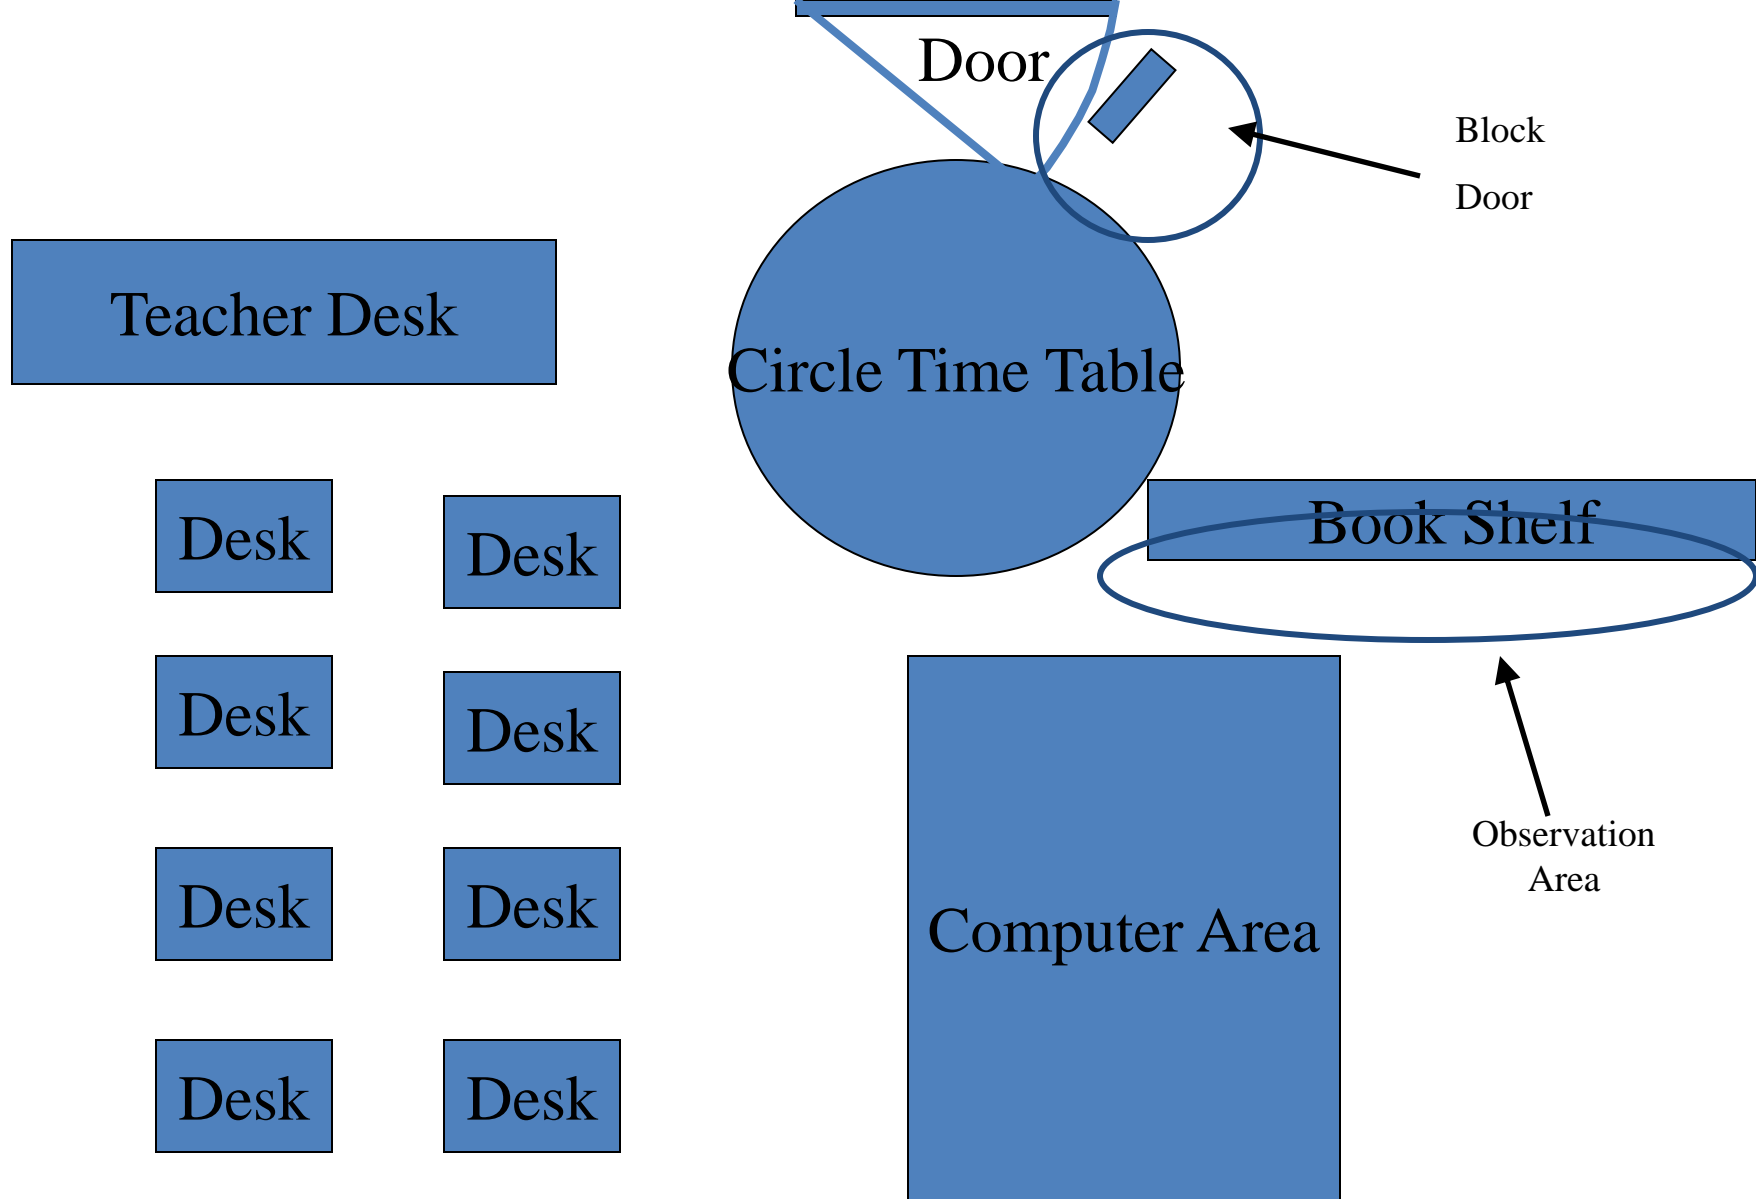 Door
Block
Door
Teacher Desk
Circle Time Table
Book Shelf
Desk
Desk
Desk
Desk
Observation
Area
Desk
Desk
Computer Area
Desk
Desk